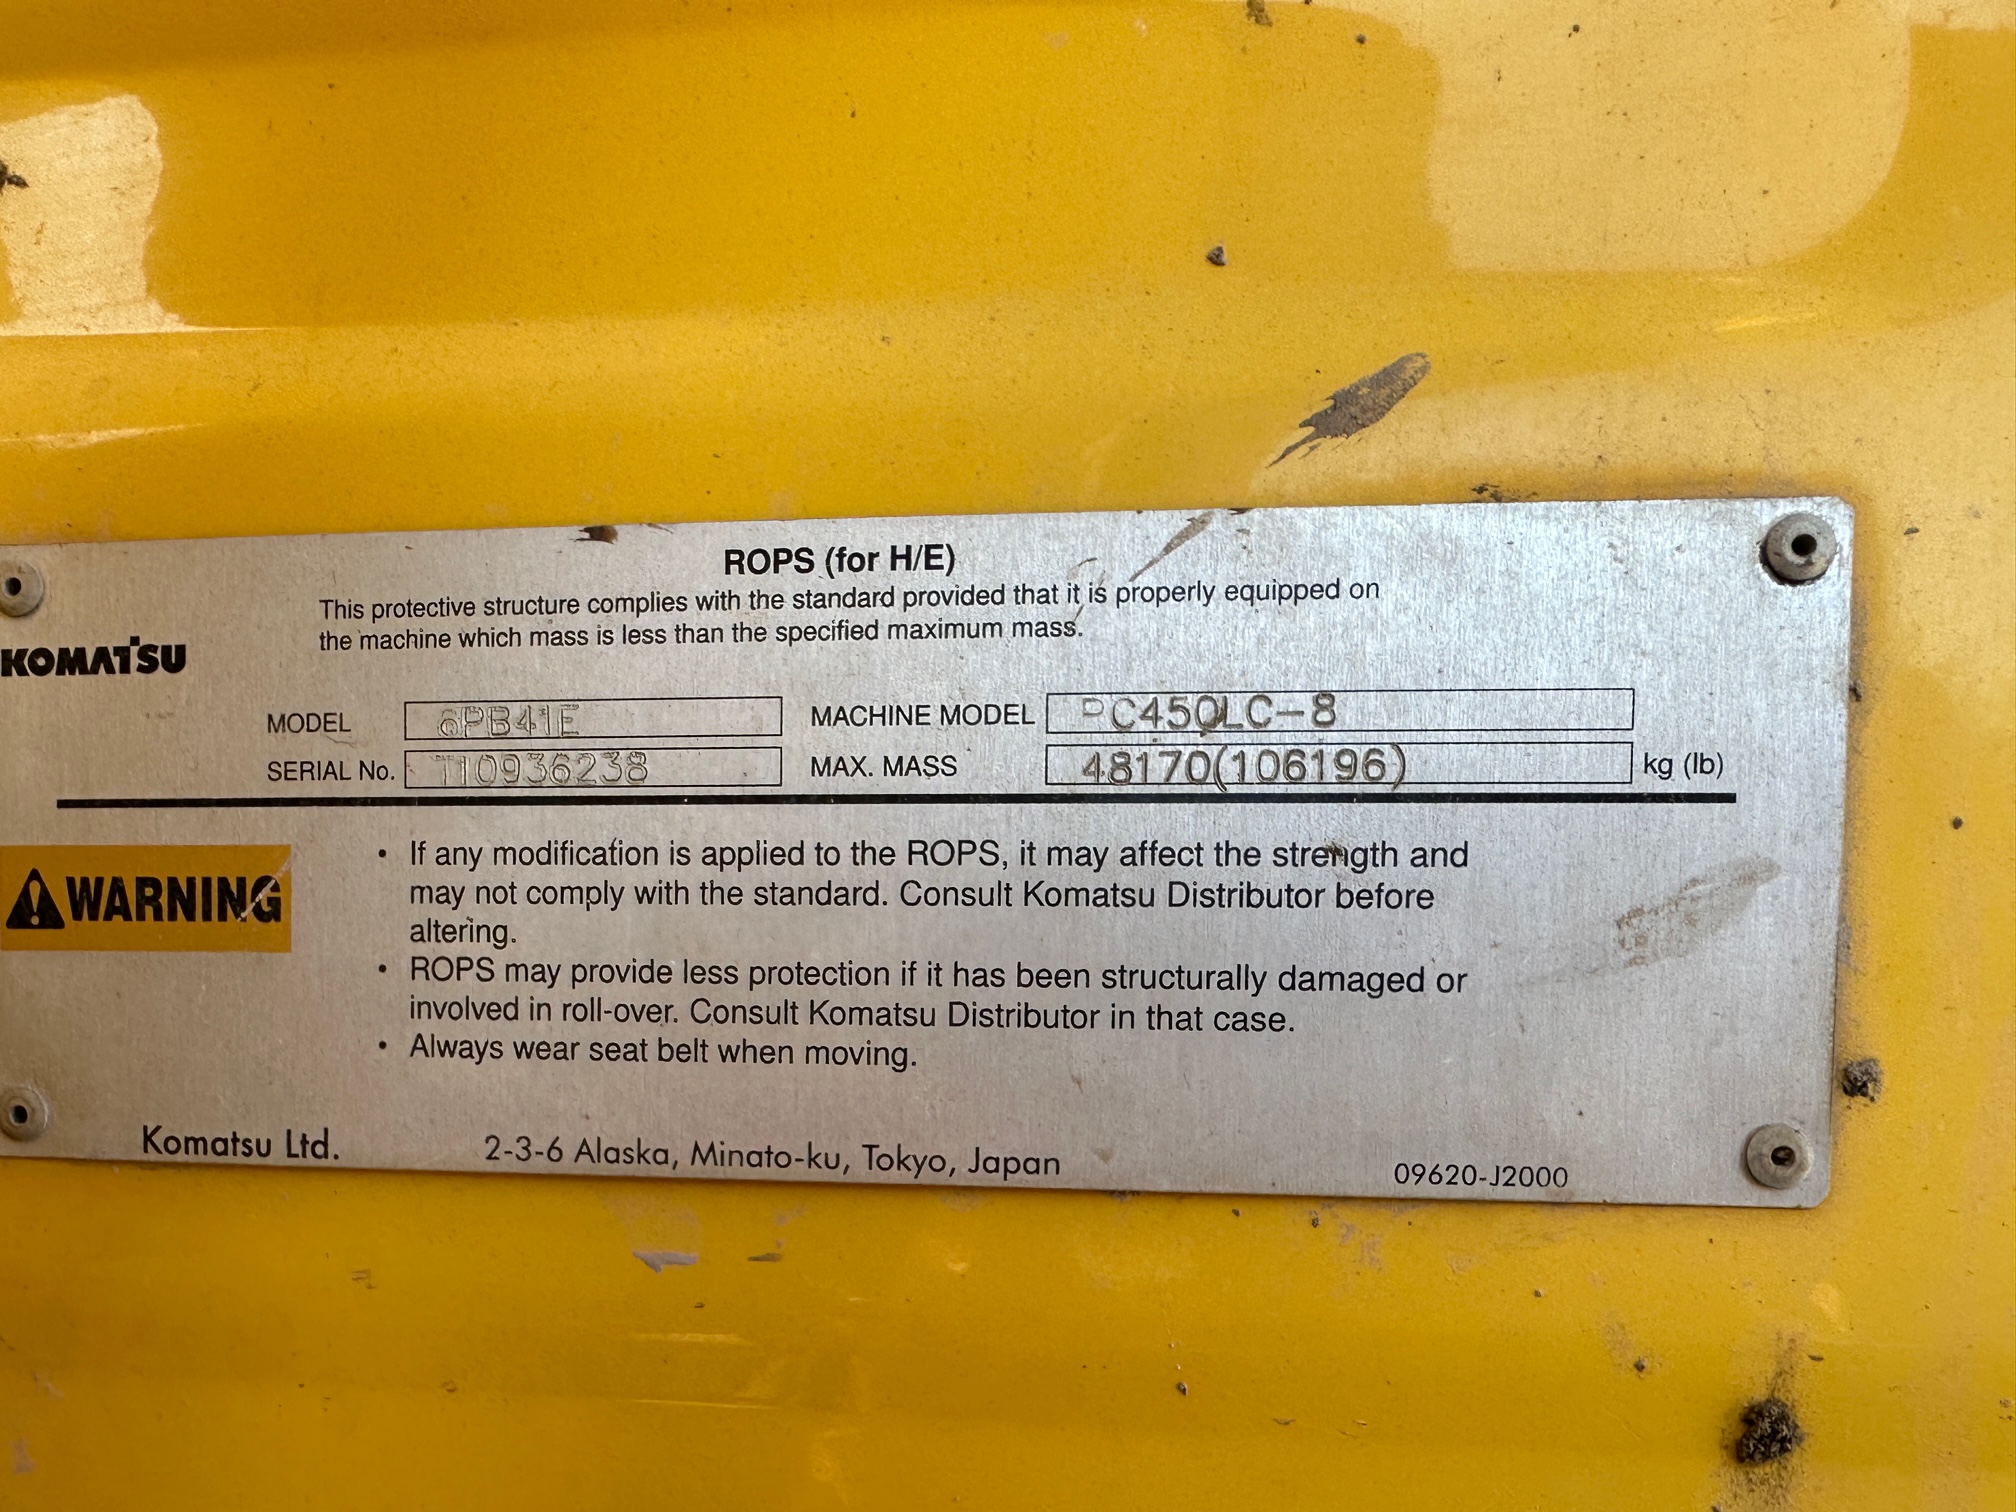 ROPS (for H/E)
This protective structure complies with the standard provided that it is properly equipped on
the machine which mass is less than the specified maximum mass.
KOMATSU
MODEL 6PB41E MACHINE MODEL PC450LC-8
SERIAL No. T10936238 MAX. MASS 48170(106196) kg (lb)
WARNING
• If any modification is applied to the ROPS, it may affect the strength and
may not comply with the standard. Consult Komatsu Distributor before
altering.
• ROPS may provide less protection if it has been structurally damaged or
involved in roll-over. Consult Komatsu Distributor in that case.
• Always wear seat belt when moving.
Komatsu Ltd. 2-3-6 Alaska, Minato-ku, Tokyo, Japan 09620-J2000